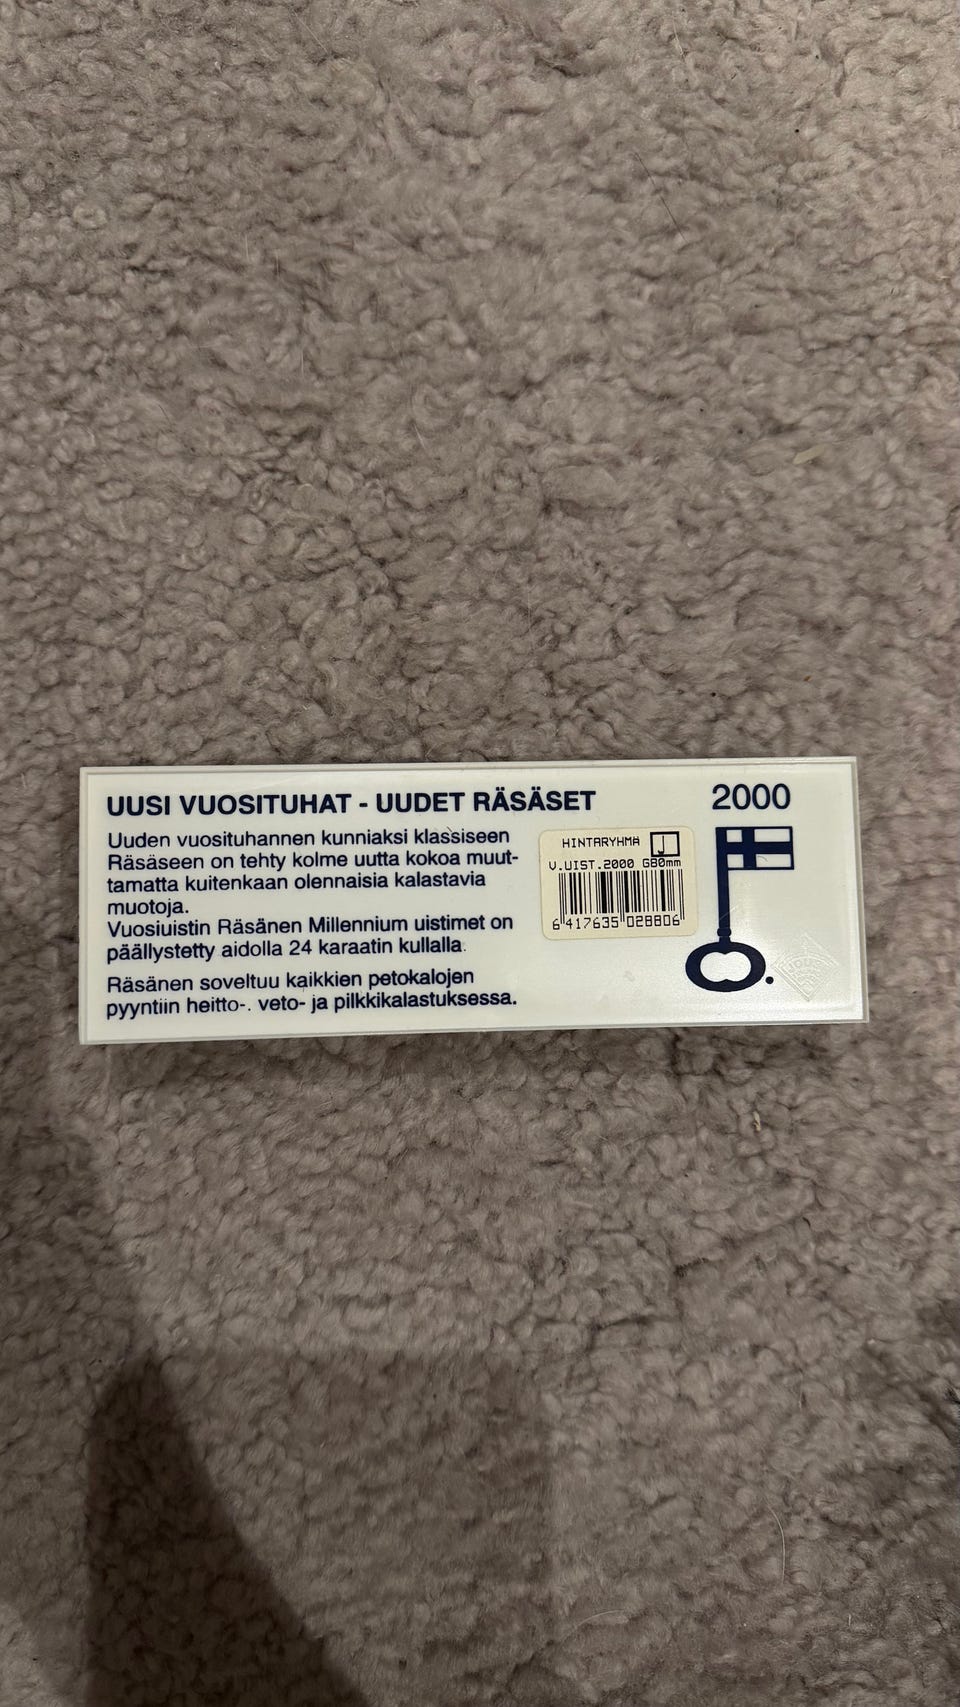 UUSI VUOSITUHAT - UUDET RÄSÄSET
Uuden vuosituhannen kunniaksi klassiseen
Räsäseen on tehty kolme uutta kokoa muut-
tamatta kuitenkaan olennaisia kalastavia
muotoja.
Vuosiuistin Räsänen Millennium uistimet on
päällystetty aidolla 24 karaatin kullalla.
Räsänen soveltuu kaikkien petokalojen
pyyntiin heitto-. veto- ja pilkkikalastuksessa.
HINTARYHMÄ J
V.UIST.2000 G80mm
6 417635 028806
2000